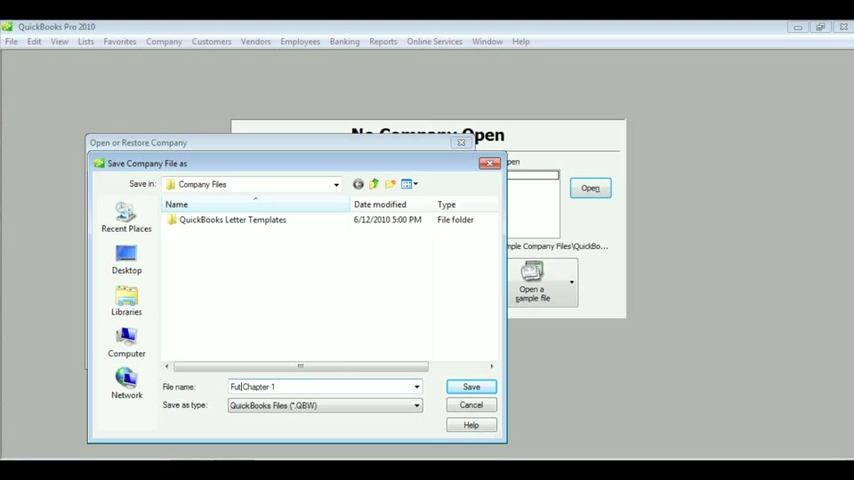 QuickBooks Pro 2010
File Edit View Lists Favorites Company Customers Vendors Employees Banking Reports Online Services Window Help
No Company Open
Open or Restore Company
Save Company File as
Save in: Company Files
Name Date modified Type
QuickBooks Letter Templates 6/12/2010 5:00 PM File folder
Recent Places
Desktop
Libraries
Computer
Network
Open
Company Files\QuickBo...
Open a
sample file
File name: FutChapter 1 Save
Save as type: QuickBooks Files (*.QBW) Cancel
Help